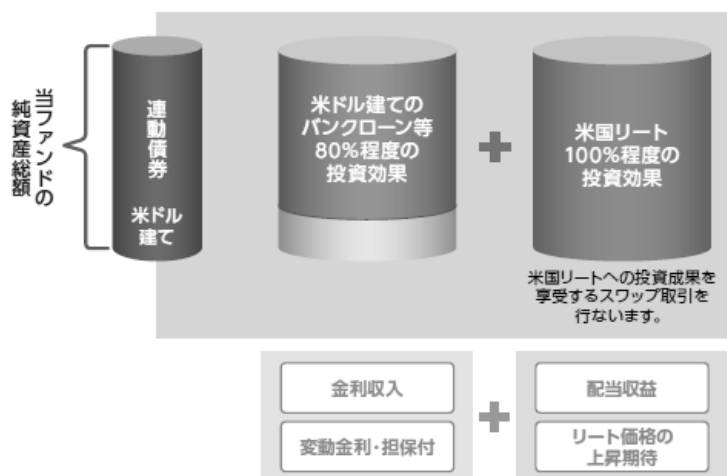 当ファンドの
純資産総額
連動債券
米ドル
建て
米ドル建ての
バンクローン等
80%程度の
投資効果
+
米国リート
100%程度の
投資効果
米国リートへの投資成果を
享受するスワップ取引を
行ないます。
金利収入
変動金利・担保付
+
配当収益
リート価格の
上昇期待